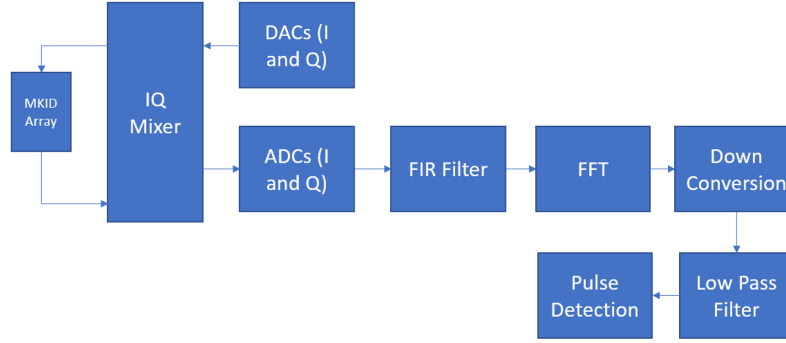 DACs (I
and Q)
MKID
Array
IQ
Mixer
ADCs (I
and Q)
FIR Filter
FFT
Down
Conversion
Pulse
Detection
Low Pass
Filter